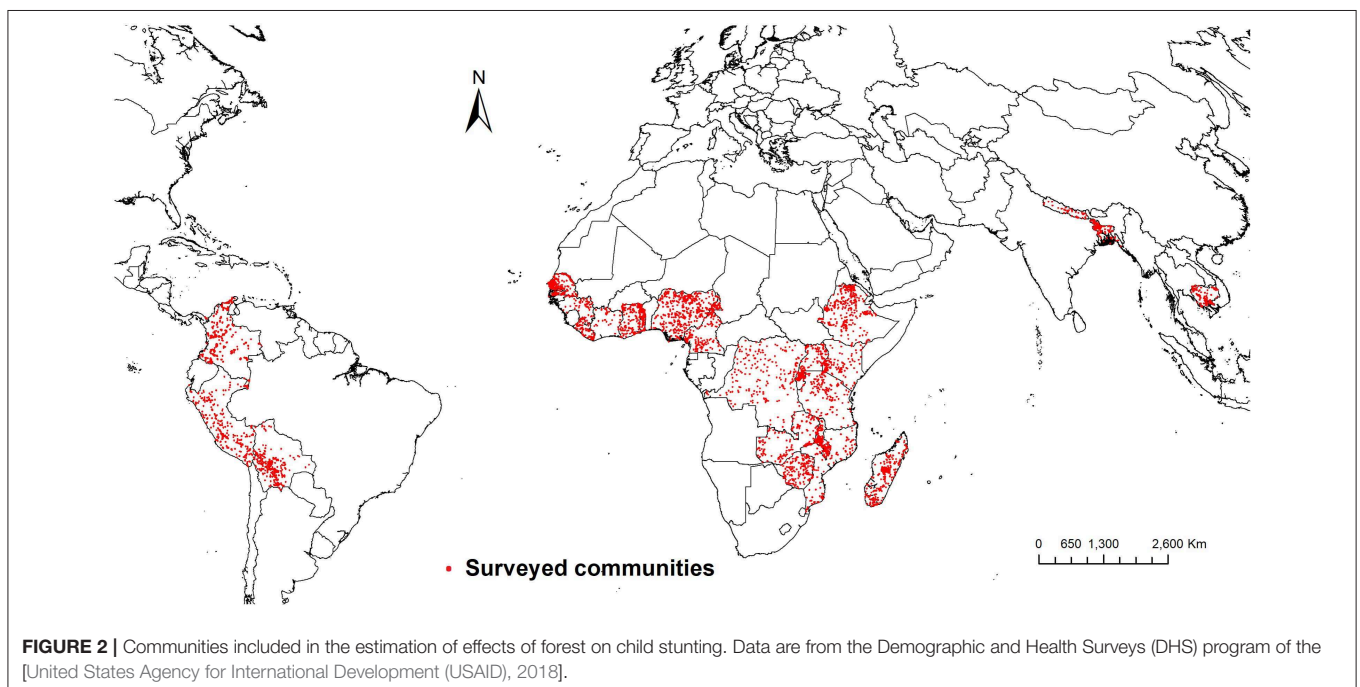 N
0 650 1,300 2,600 Km
Surveyed communities
FIGURE 2 | Communities included in the estimation of effects of forest on child stunting. Data are from the Demographic and Health Surveys (DHS) program of the
[United States Agency for International Development (USAID), 2018].